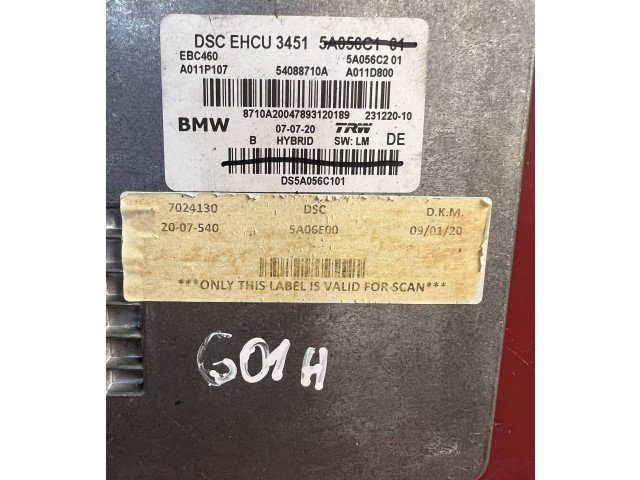 DSC EHCU 3451 5A056C1 01
EBC460 5A056C2 01
A011P107 54088710A A011D800
8710A20047893120189 231220-10
BMW 07-07-20 TRW DE
B HYBRID SW: LM
DS5A056C101
7024130 DSC D.K.M.
20-07-540 5A06E00 09/01/20
***ONLY THIS LABEL IS VALID FOR SCAN***
G01H